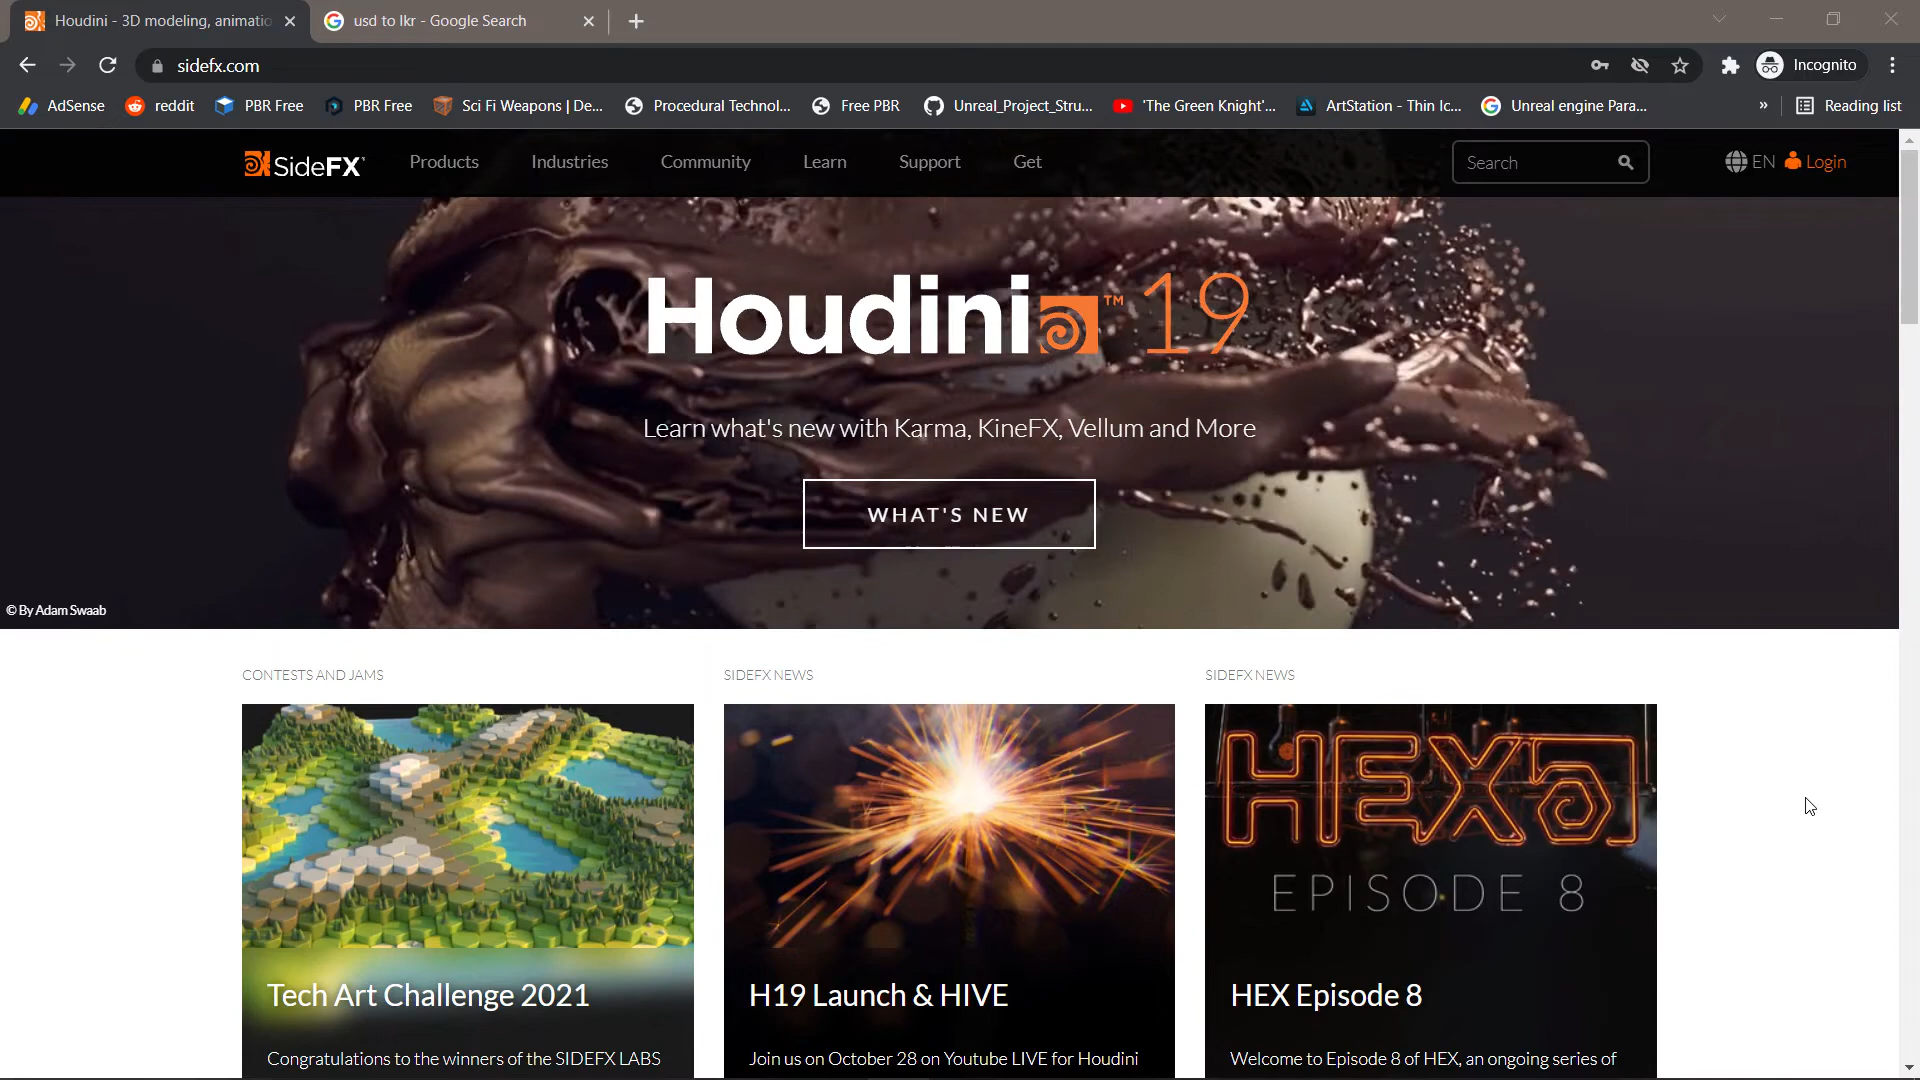 Houdini - 3D modeling, animatio
usd to lkr - Google Search
sidefx.com
Incognito
AdSense
reddit
PBR Free
PBR Free
Sci Fi Weapons | De...
Procedural Technol...
Free PBR
Unreal_Project_Stru...
'The Green Knight'...
ArtStation - Thin Ic...
Unreal engine Para...
»
Reading list
SideFX
Products
Industries
Community
Learn
Support
Get
Search
EN
Login
Houdini™ 19
Learn what's new with Karma, KineFX, Vellum and More
WHAT'S NEW
© By Adam Swaab
CONTESTS AND JAMS
SIDEFX NEWS
SIDEFX NEWS
HEX
EPISODE 8
Tech Art Challenge 2021
H19 Launch & HIVE
HEX Episode 8
Congratulations to the winners of the SIDEFX LABS
Join us on October 28 on Youtube LIVE for Houdini
Welcome to Episode 8 of HEX, an ongoing series of